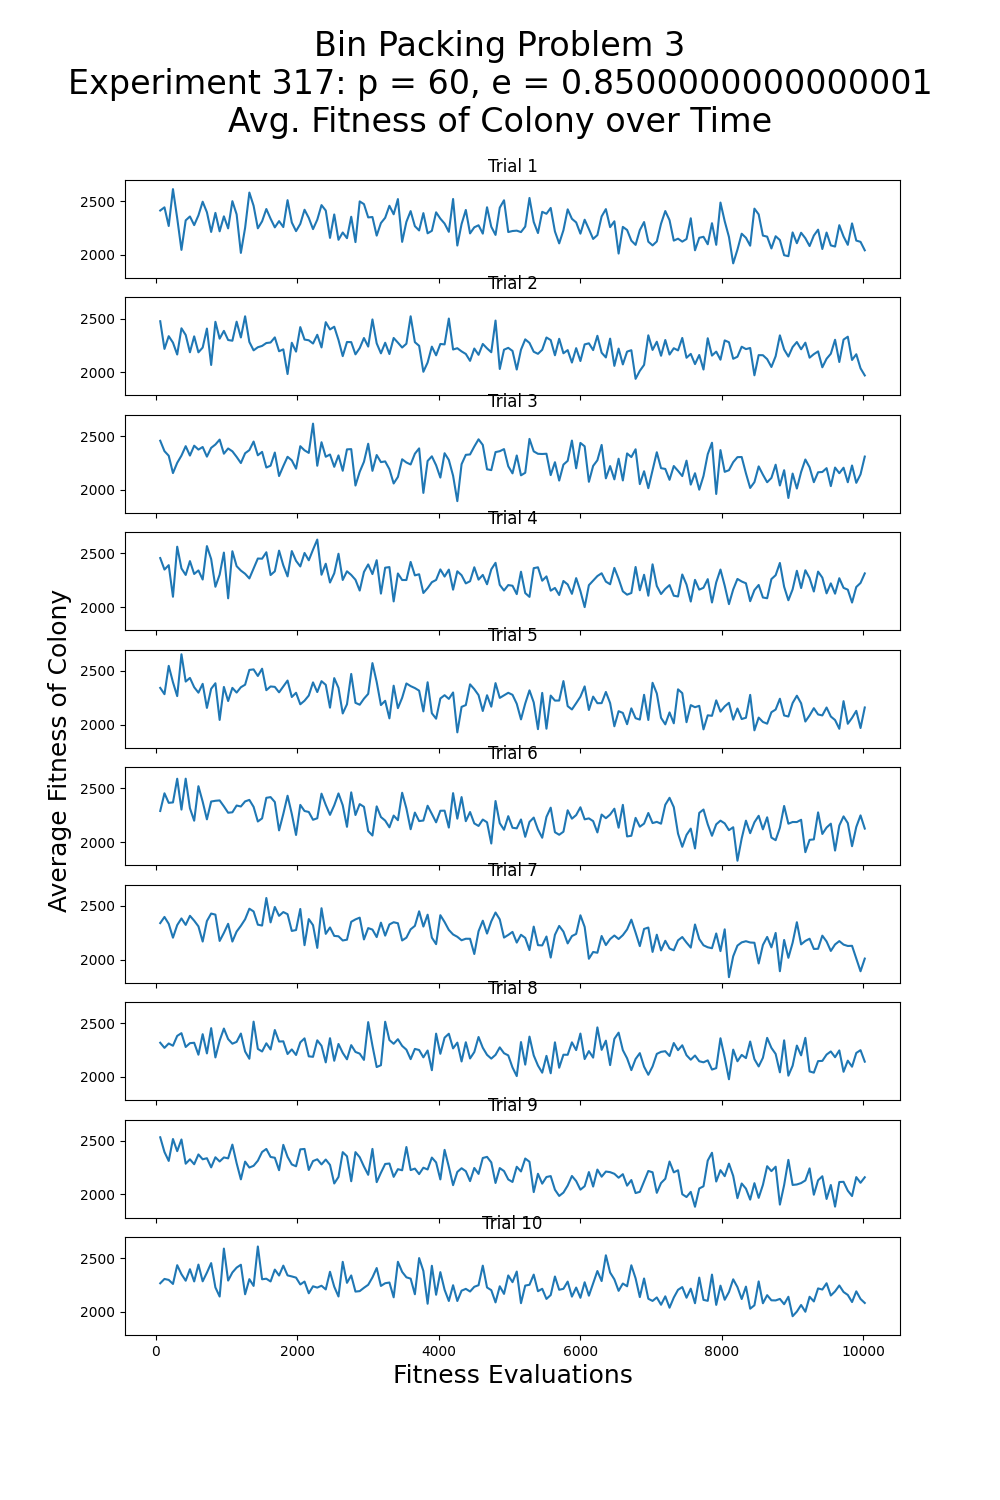 Bin Packing Problem 3
Experiment 317: p = 60, e = 0.8500000000000001
Avg. Fitness of Colony over Time
Trial 1
2500
2000
Trial 2
2500
2000
Trial 3
2500
2000
Trial 4
2500
2000
Trial 5
2500
2000
Trial 6
2500
2000
Trial 7
2500
2000
Trial 8
2500
2000
Trial 9
2500
2000
Trial 10
2500
2000
0 2000 4000 6000 8000 10000
Fitness Evaluations
Average Fitness of Colony